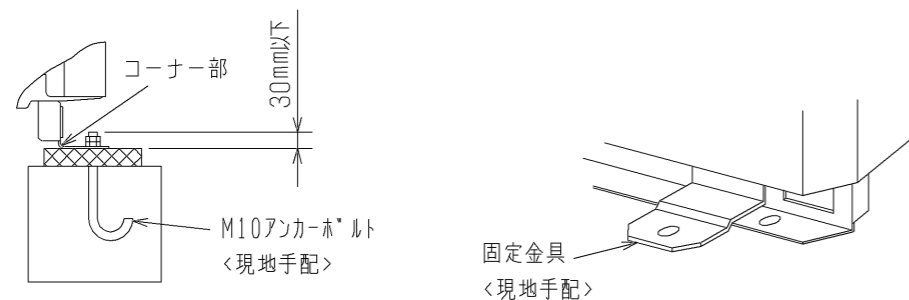 コーナー部
30mm以下
M10アンカーボルト
<現地手配>
固定金具
<現地手配>